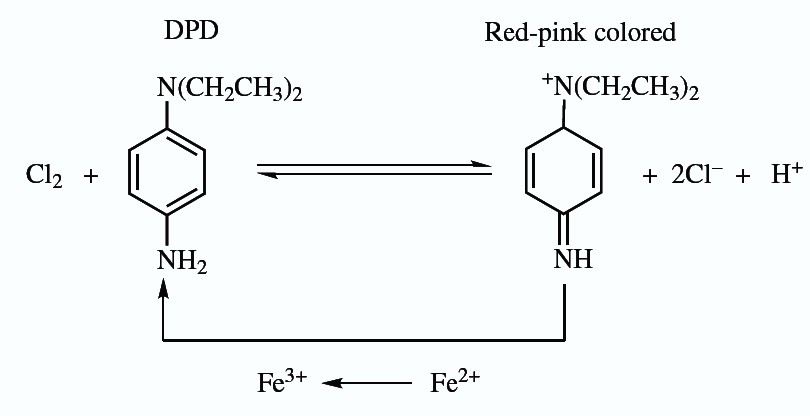 DPD
Red-pink colored
N(CH₂CH₃)₂
⁺N(CH₂CH₃)₂
Cl₂ +
+ 2Cl⁻ + H⁺
NH₂
NH
Fe³⁺ ← Fe²⁺